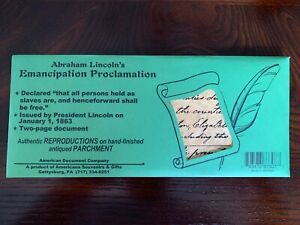 Abraham Lincoln's
Emancipation Proclamation
• Declared "that all persons held as
slaves are, and henceforward shall
be free."
• Issued by President Lincoln on
January 1, 1863
• Two-page document
Authentic REPRODUCTIONS on hand-finished
antiqued PARCHMENT
American Document Company
A product of Americana Souvenirs & Gifts
Gettysburg, PA (717) 334-8251
the countie